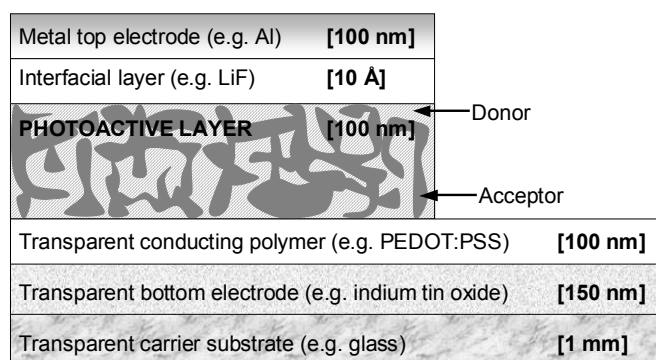 Metal top electrode (e.g. Al) [100 nm]
Interfacial layer (e.g. LiF) [10 Å]
Donor
PHOTOACTIVE LAYER [100 nm]
Acceptor
Transparent conducting polymer (e.g. PEDOT:PSS) [100 nm]
Transparent bottom electrode (e.g. indium tin oxide) [150 nm]
Transparent carrier substrate (e.g. glass) [1 mm]